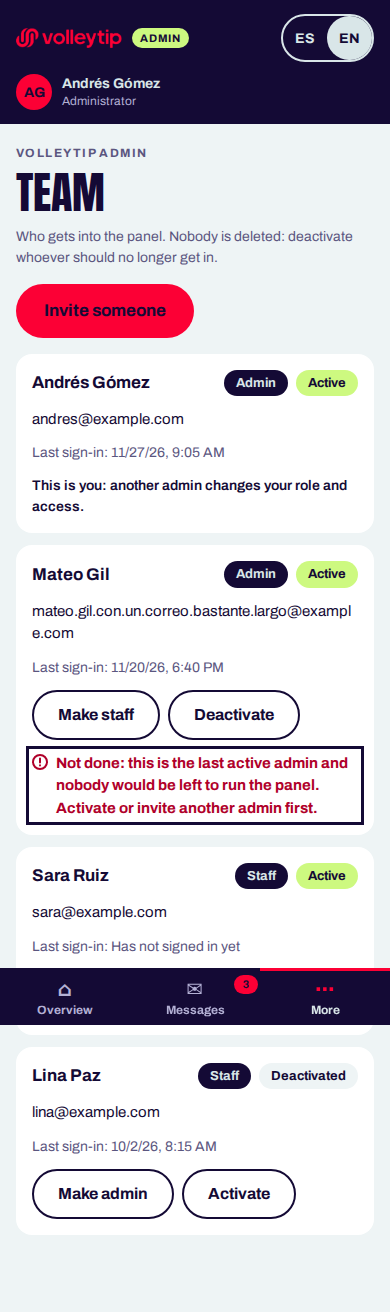 volleytip ADMIN
ES EN
AG Andrés Gómez
Administrator
VOLLEYTIP ADMIN
TEAM
Who gets into the panel. Nobody is deleted: deactivate
whoever should no longer get in.
Invite someone
Andrés Gómez Admin Active
andres@example.com
Last sign-in: 11/27/26, 9:05 AM
This is you: another admin changes your role and
access.
Mateo Gil Admin Active
mateo.gil.con.un.correo.bastante.largo@exampl
e.com
Last sign-in: 11/20/26, 6:40 PM
Make staff Deactivate
Not done: this is the last active admin and
nobody would be left to run the panel.
Activate or invite another admin first.
Sara Ruiz Staff Active
sara@example.com
Last sign-in: Has not signed in yet
3
Overview Messages More
Lina Paz Staff Deactivated
lina@example.com
Last sign-in: 10/2/26, 8:15 AM
Make admin Activate